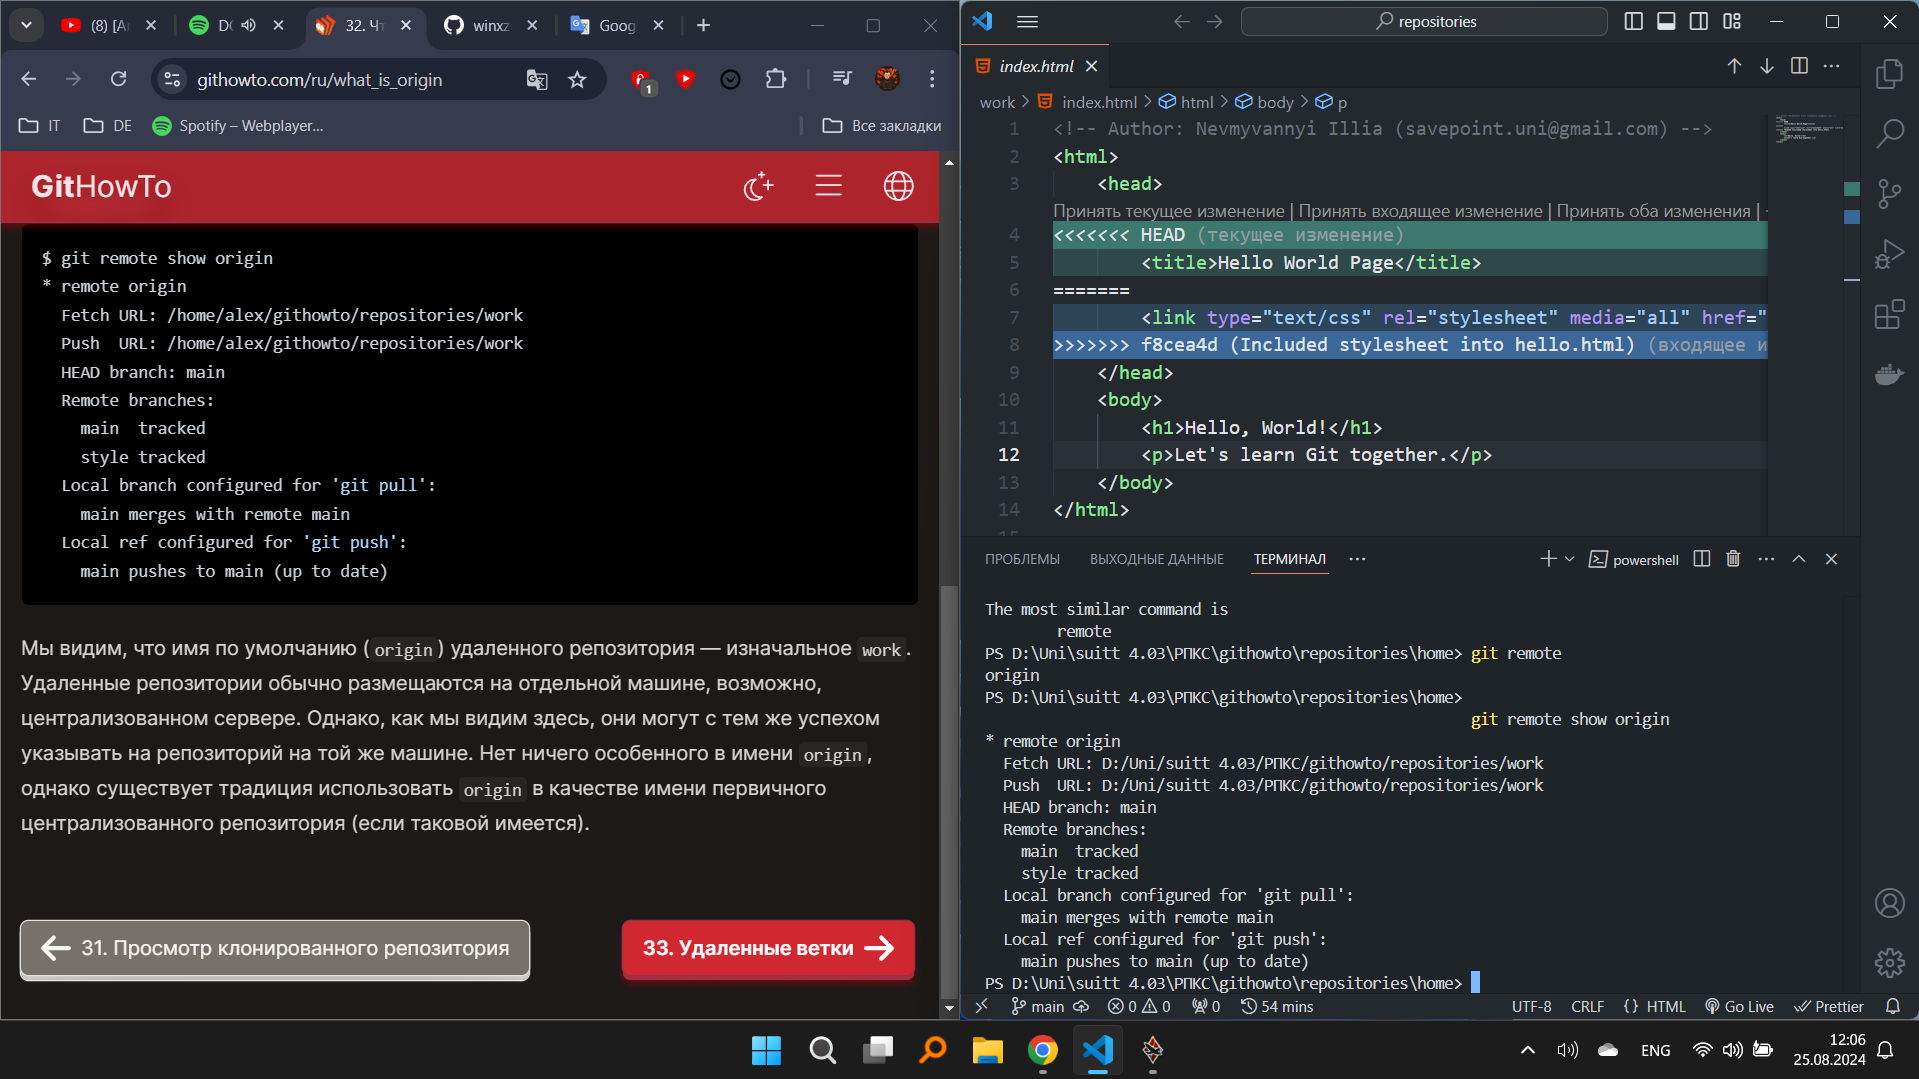 (8) [Ar
DC
32. Чт
winxz
Goog
githowto.com/ru/what_is_origin
1
IT
DE
Spotify – Webplayer...
Все закладки
GitHowTo
$ git remote show origin
* remote origin
Fetch URL: /home/alex/githowto/repositories/work
Push  URL: /home/alex/githowto/repositories/work
HEAD branch: main
Remote branches:
main  tracked
style tracked
Local branch configured for 'git pull':
main merges with remote main
Local ref configured for 'git push':
main pushes to main (up to date)
Мы видим, что имя по умолчанию (origin) удаленного репозитория — изначальное work.
Удаленные репозитории обычно размещаются на отдельной машине, возможно,
централизованном сервере. Однако, как мы видим здесь, они могут с тем же успехом
указывать на репозиторий на той же машине. Нет ничего особенного в имени origin,
однако существует традиция использовать origin в качестве имени первичного
централизованного репозитория (если таковой имеется).
31. Просмотр клонированного репозитория
33. Удаленные ветки
repositories
index.html
work > index.html > html > body > p
1 <!-- Author: Nevmyvannyi Illia (savepoint.uni@gmail.com) -->
2 <html>
3 <head>
Принять текущее изменение | Принять входящее изменение | Принять оба изменения |
4 <<<<<<< HEAD (текущее изменение)
5 <title>Hello World Page</title>
6 =======
7 <link type="text/css" rel="stylesheet" media="all" href="
8 >>>>>>> f8cea4d (Included stylesheet into hello.html) (входящее и
9 </head>
10 <body>
11 <h1>Hello, World!</h1>
12 <p>Let's learn Git together.</p>
13 </body>
14 </html>
15
ПРОБЛЕМЫ
ВЫХОДНЫЕ ДАННЫЕ
ТЕРМИНАЛ
powershell
The most similar command is
remote
PS D:\Uni\suitt 4.03\РПКС\githowto\repositories\home> git remote
origin
PS D:\Uni\suitt 4.03\РПКС\githowto\repositories\home>
git remote show origin
* remote origin
Fetch URL: D:/Uni/suitt 4.03/РПКС/githowto/repositories/work
Push  URL: D:/Uni/suitt 4.03/РПКС/githowto/repositories/work
HEAD branch: main
Remote branches:
main  tracked
style tracked
Local branch configured for 'git pull':
main merges with remote main
Local ref configured for 'git push':
main pushes to main (up to date)
PS D:\Uni\suitt 4.03\РПКС\githowto\repositories\home>
main
0
0
0
54 mins
UTF-8
CRLF
{ } HTML
Go Live
Prettier
ENG
12:06
25.08.2024